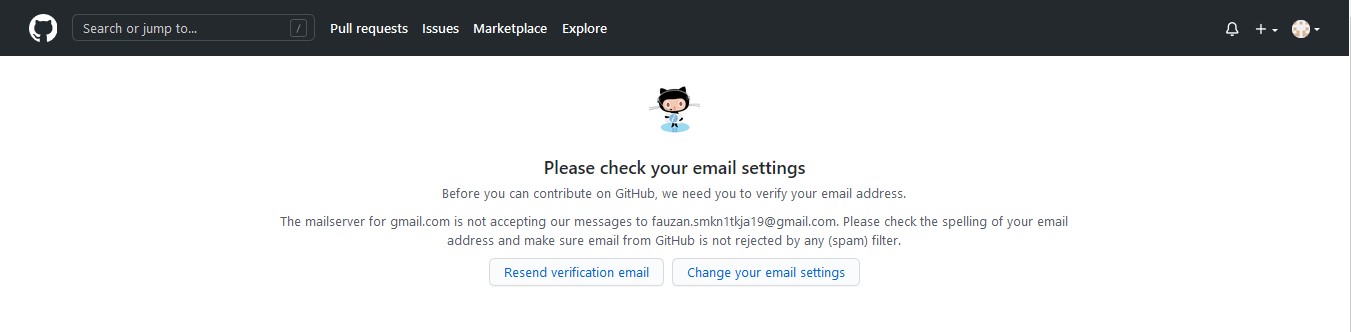 Search or jump to... / Pull requests Issues Marketplace Explore
Please check your email settings
Before you can contribute on GitHub, we need you to verify your email address.
The mailserver for gmail.com is not accepting our messages to fauzan.smkn1tkja19@gmail.com. Please check the spelling of your email
address and make sure email from GitHub is not rejected by any (spam) filter.
Resend verification email Change your email settings